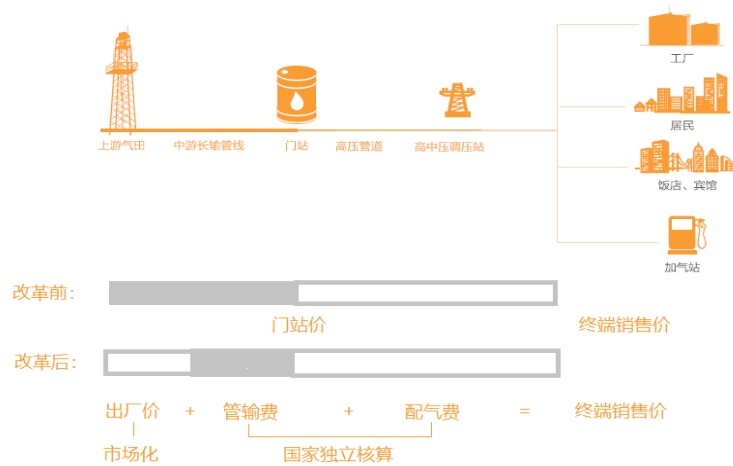 工厂
居民
上游气田 中游长输管线 门站 高压管道 高中压调压站
饭店、宾馆
加气站
改革前：
门站价 终端销售价
改革后：
出厂价 + 管输费 + 配气费 = 终端销售价
市场化 国家独立核算